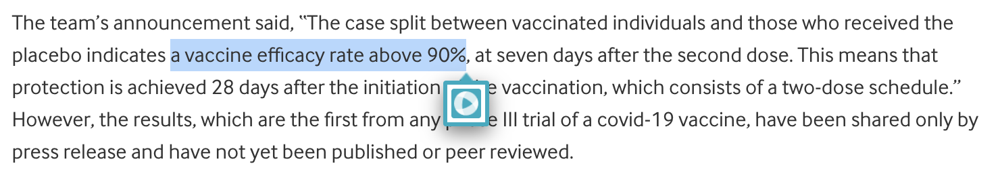 The team’s announcement said, “The case split between vaccinated individuals and those who received the
placebo indicates a vaccine efficacy rate above 90%, at seven days after the second dose. This means that
protection is achieved 28 days after the initiation vaccination, which consists of a two-dose schedule.”
However, the results, which are the first from any III trial of a covid-19 vaccine, have been shared only by
press release and have not yet been published or peer reviewed.